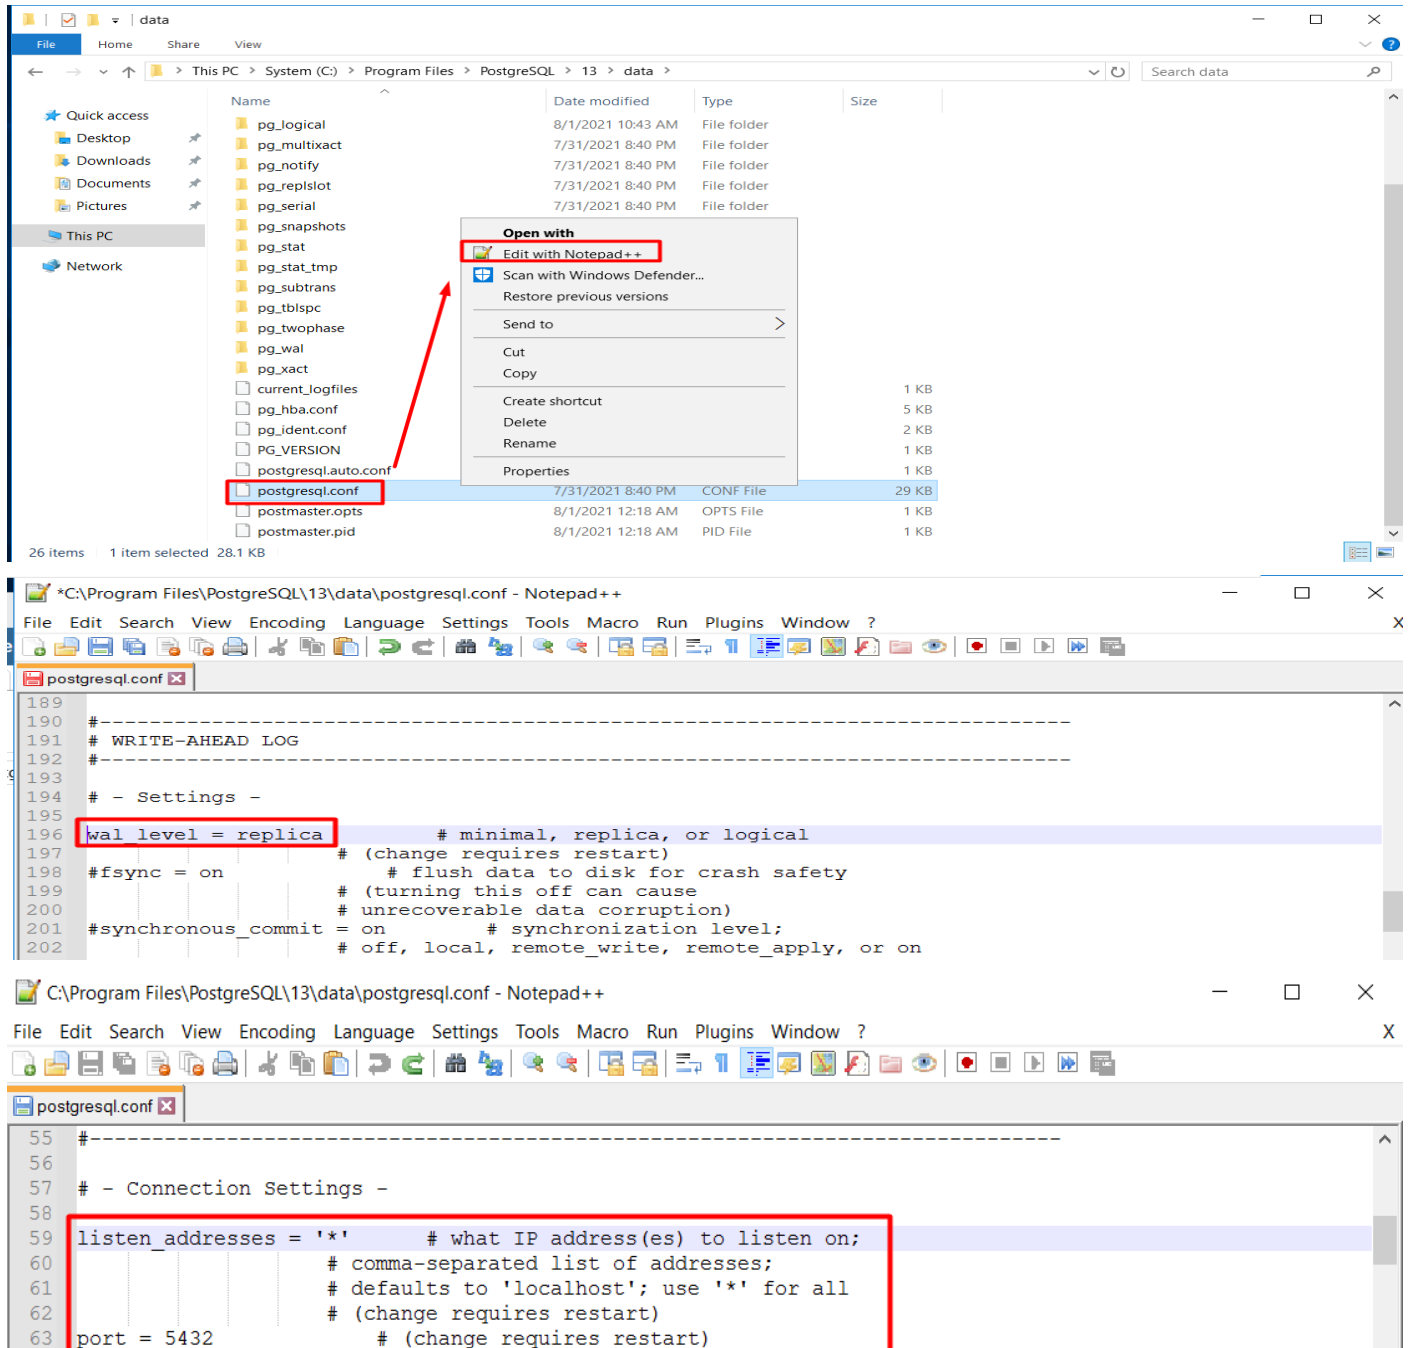 data
File Home Share View
This PC > System (C:) > Program Files > PostgreSQL > 13 > data >
Search data
Name Date modified Type Size
Quick access
Desktop
Downloads
Documents
Pictures
This PC
Network
pg_logical 8/1/2021 10:43 AM File folder
pg_multixact 7/31/2021 8:40 PM File folder
pg_notify 7/31/2021 8:40 PM File folder
pg_replslot 7/31/2021 8:40 PM File folder
pg_serial 7/31/2021 8:40 PM File folder
pg_snapshots
pg_stat
pg_stat_tmp
pg_subtrans
pg_tblspc
pg_twophase
pg_wal
pg_xact
current_logfiles 1 KB
pg_hba.conf 5 KB
pg_ident.conf 2 KB
PG_VERSION 1 KB
postgresql.auto.conf 1 KB
postgresql.conf 7/31/2021 8:40 PM CONF File 29 KB
postmaster.opts 8/1/2021 12:18 AM OPTS File 1 KB
postmaster.pid 8/1/2021 12:18 AM PID File 1 KB
Open with
Edit with Notepad++
Scan with Windows Defender...
Restore previous versions
Send to
Cut
Copy
Create shortcut
Delete
Rename
Properties
26 items 1 item selected 28.1 KB
*C:\Program Files\PostgreSQL\13\data\postgresql.conf - Notepad++
File Edit Search View Encoding Language Settings Tools Macro Run Plugins Window ? X
postgresql.conf
189
190 #------------------------------------------------------------------------------
191 # WRITE-AHEAD LOG
192 #------------------------------------------------------------------------------
193
194 # - Settings -
195
196 wal_level = replica # minimal, replica, or logical
197 # (change requires restart)
198 #fsync = on # flush data to disk for crash safety
199 # (turning this off can cause
200 # unrecoverable data corruption)
201 #synchronous_commit = on # synchronization level;
202 # off, local, remote_write, remote_apply, or on
C:\Program Files\PostgreSQL\13\data\postgresql.conf - Notepad++
File Edit Search View Encoding Language Settings Tools Macro Run Plugins Window ? X
postgresql.conf
55 #------------------------------------------------------------------------------
56
57 # - Connection Settings -
58
59 listen_addresses = '*' # what IP address(es) to listen on;
60 # comma-separated list of addresses;
61 # defaults to 'localhost'; use '*' for all
62 # (change requires restart)
63 port = 5432 # (change requires restart)